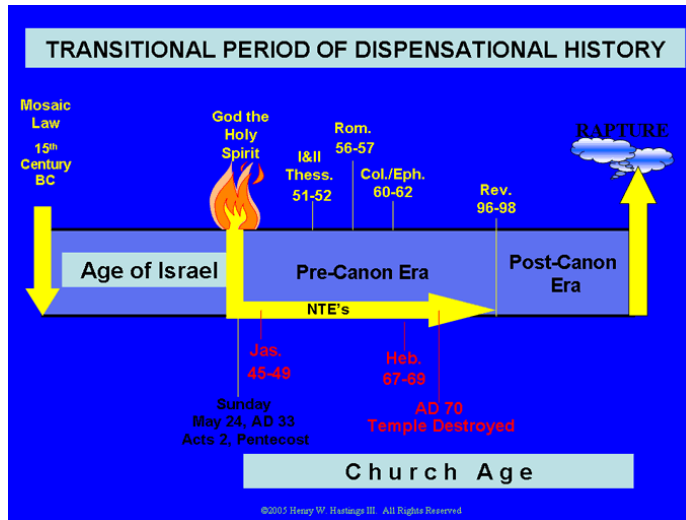 TRANSITIONAL PERIOD OF DISPENSATIONAL HISTORY
Mosaic
Law
15th
Century
BC
God the
Holy
Spirit
I&II
Thess.
51-52
Rom.
56-57
Col./Eph.
60-62
Rev.
96-98
RAPTURE
Age of Israel
Pre-Canon Era
Post-Canon
Era
NTE's
Jas.
45-49
Heb.
67-69
Sunday
May 24, AD 33
Acts 2, Pentecost
AD 70
Temple Destroyed
Church Age
©2005 Henry W. Hastings III. All Rights Reserved